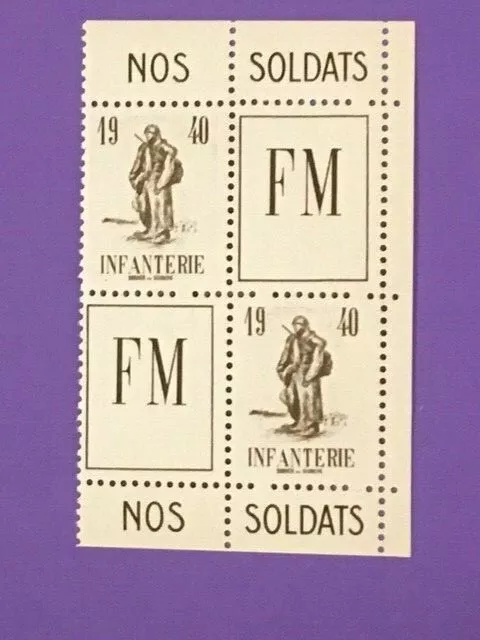 NOS SOLDATS
19 40
FM
INFANTERIE
FM
19 40
INFANTERIE
NOS SOLDATS